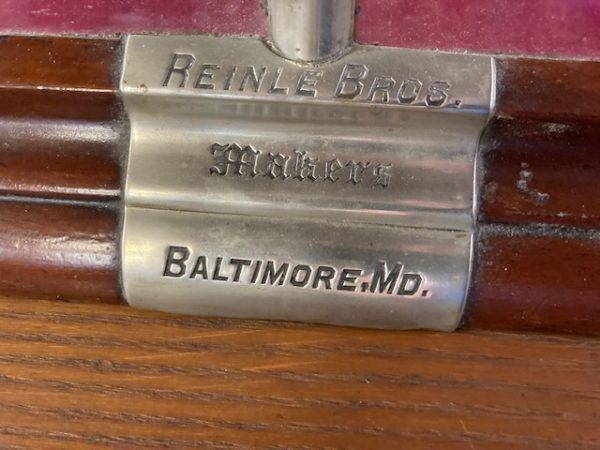 REINLE BROS.
Makers
BALTIMORE, MD.